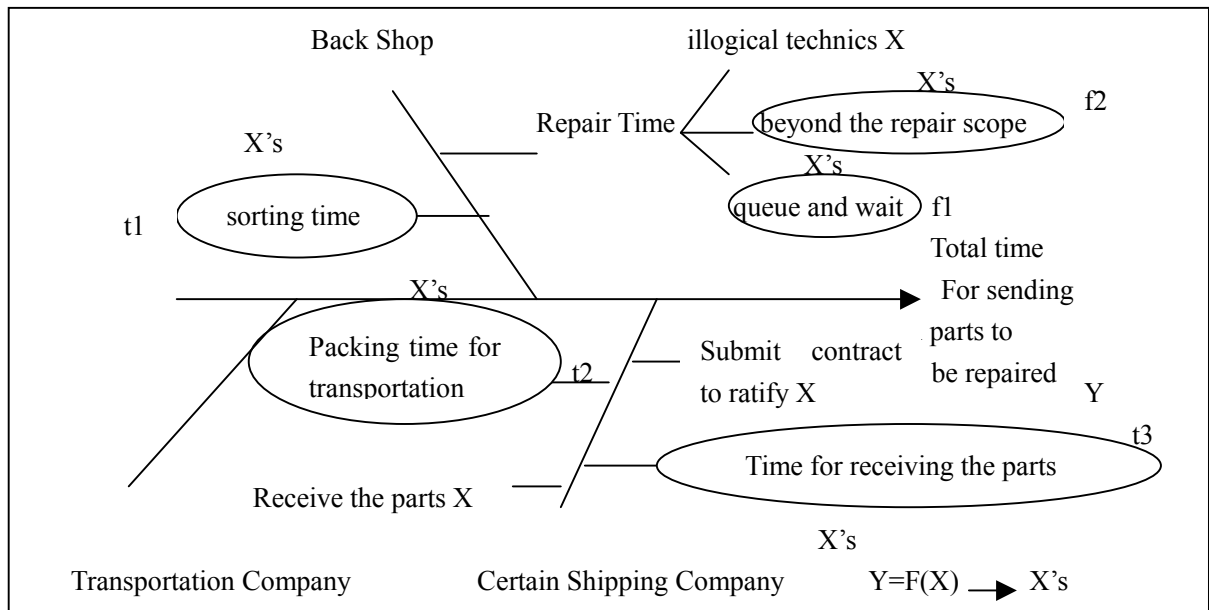 Back Shop
illogical technics X
X’s
f2
Repair Time
beyond the repair scope
X’s
X’s
queue and wait
f1
t1
sorting time
Total time
For sending
parts to
be repaired
Y
X’s
Packing time for
transportation
t2
Submit contract
to ratify X
t3
Time for receiving the parts
Receive the parts X
X’s
Transportation Company
Certain Shipping Company
Y=F(X)
X’s